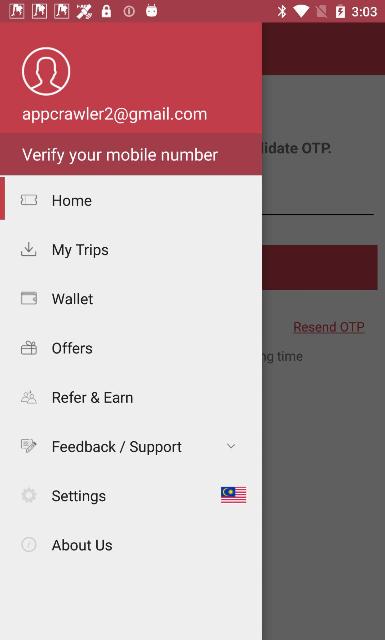 3:03
appcrawler2@gmail.com
Verify your mobile number
lidate OTP.
Home
My Trips
Wallet
Offers
Refer & Earn
Feedback / Support
Settings
About Us
Resend OTP
ng time